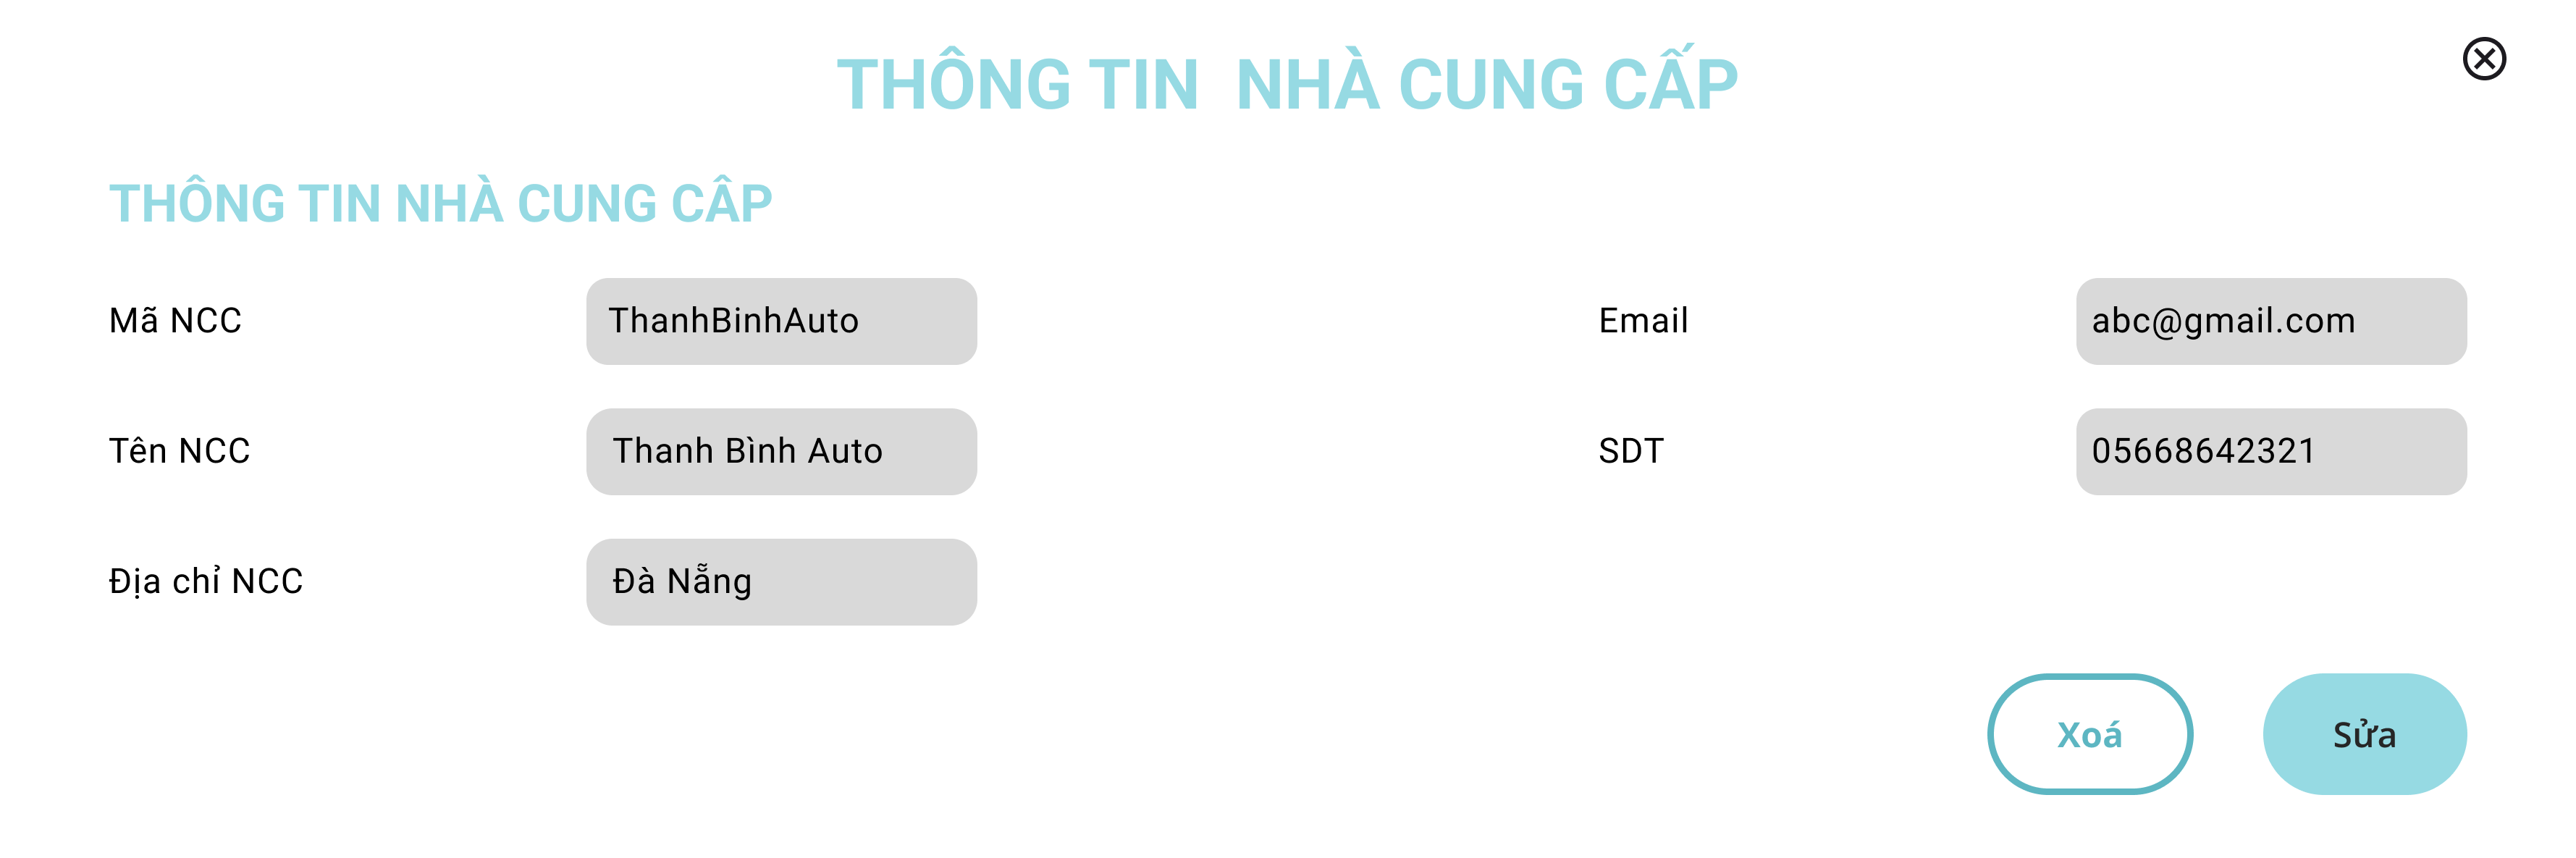 THÔNG TIN  NHÀ CUNG CẤP
THÔNG TIN NHÀ CUNG CÂP
Mã NCC
ThanhBinhAuto
Email
abc@gmail.com
Tên NCC
Thanh Bình Auto
SDT
05668642321
Địa chỉ NCC
Đà Nẵng
Xoá
Sửa